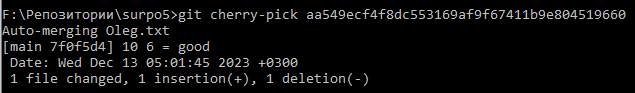 F:\Репозитории\surpo5>git cherry-pick aa549ecf4f8dc553169af9f67411b9e804519660
Auto-merging Oleg.txt
[main 7f0f5d4] 10 6 = good
 Date: Wed Dec 13 05:01:45 2023 +0300
 1 file changed, 1 insertion(+), 1 deletion(-)